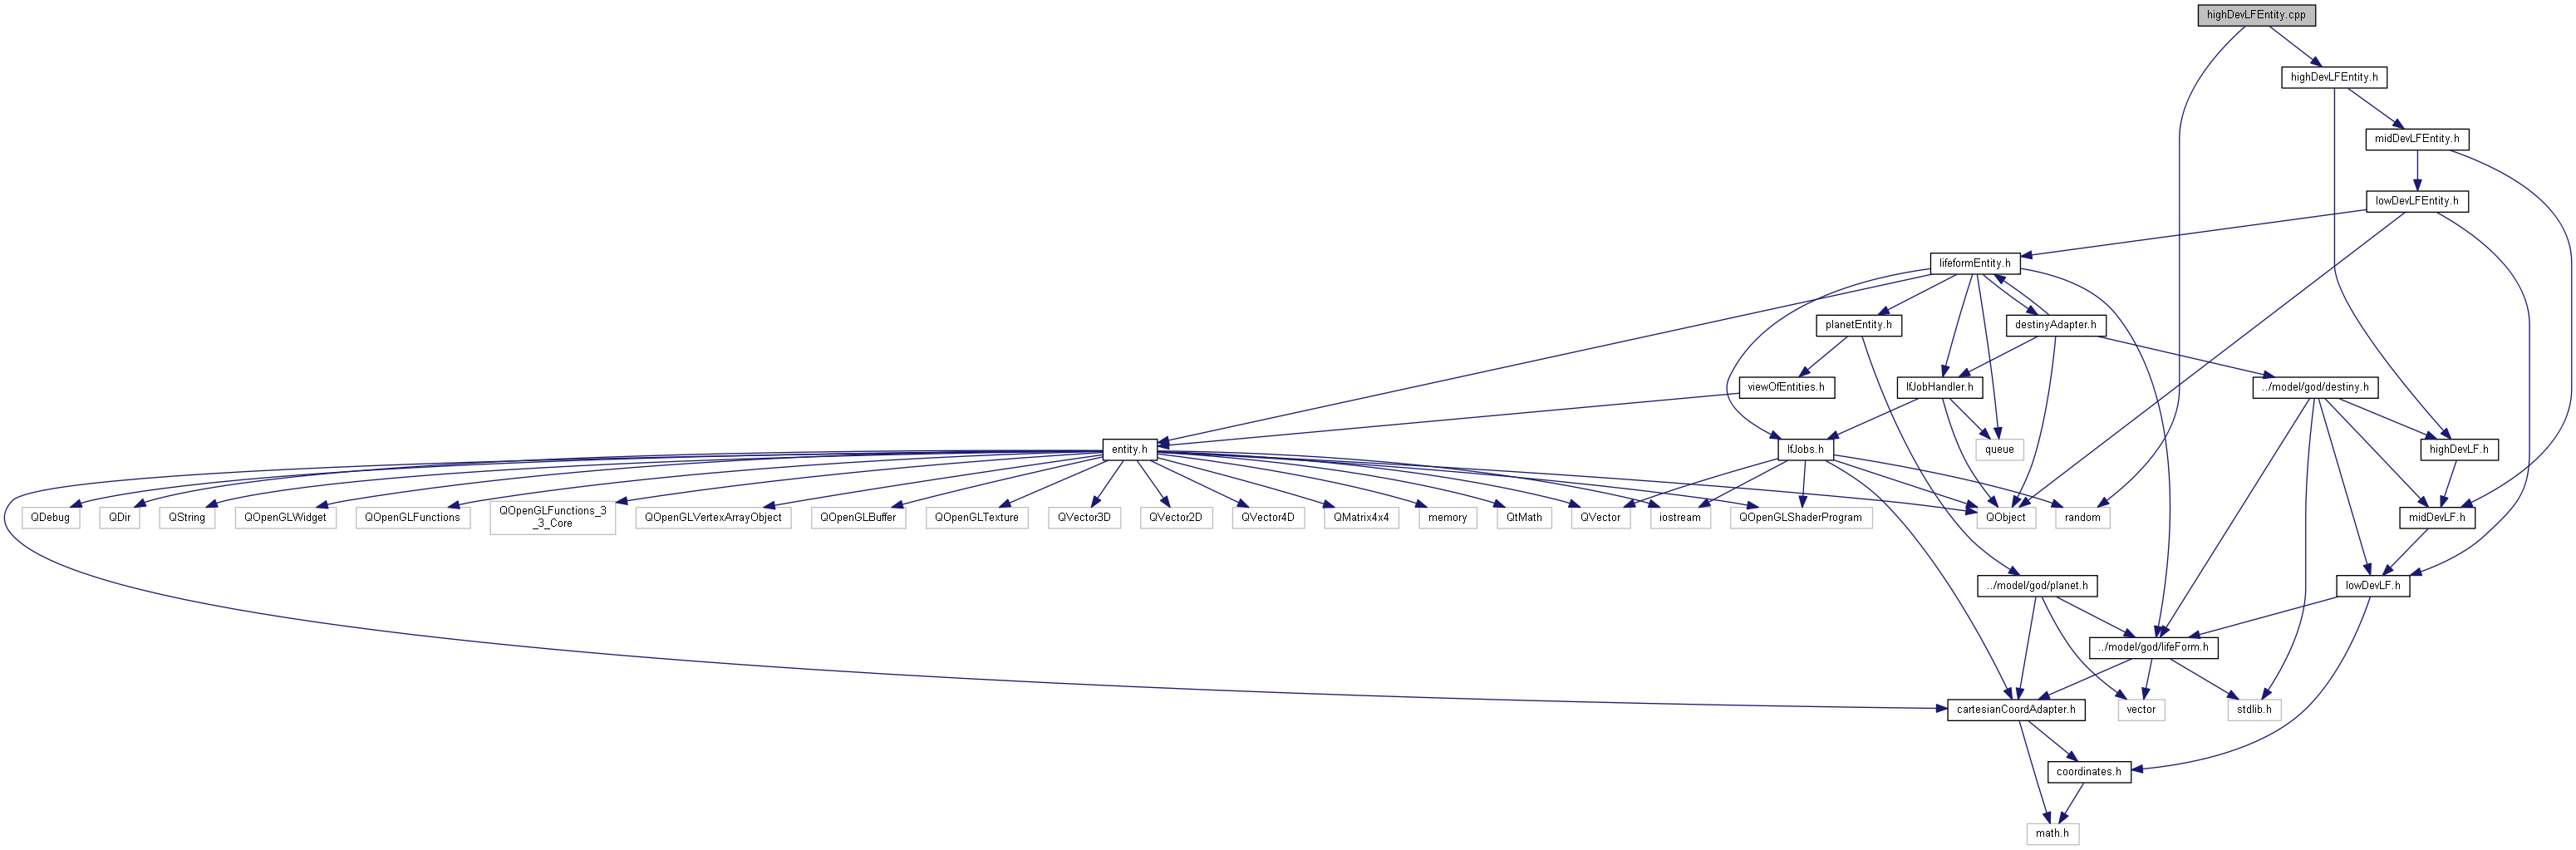 highDevLFEntity.cpp
highDevLFEntity.h
midDevLFEntity.h
lowDevLFEntity.h
lifeformEntity.h
planetEntity.h
destinyAdapter.h
viewOfEntities.h
lfJobHandler.h
../model/god/destiny.h
entity.h
lfJobs.h
queue
highDevLF.h
QDebug
QDir
QString
QOpenGLWidget
QOpenGLFunctions
QOpenGLFunctions_3
_3_Core
QOpenGLVertexArrayObject
QOpenGLBuffer
QOpenGLTexture
QVector3D
QVector2D
QVector4D
QMatrix4x4
memory
QtMath
QVector
iostream
QOpenGLShaderProgram
QObject
random
midDevLF.h
../model/god/planet.h
lowDevLF.h
../model/god/lifeForm.h
cartesianCoordAdapter.h
vector
stdlib.h
coordinates.h
math.h